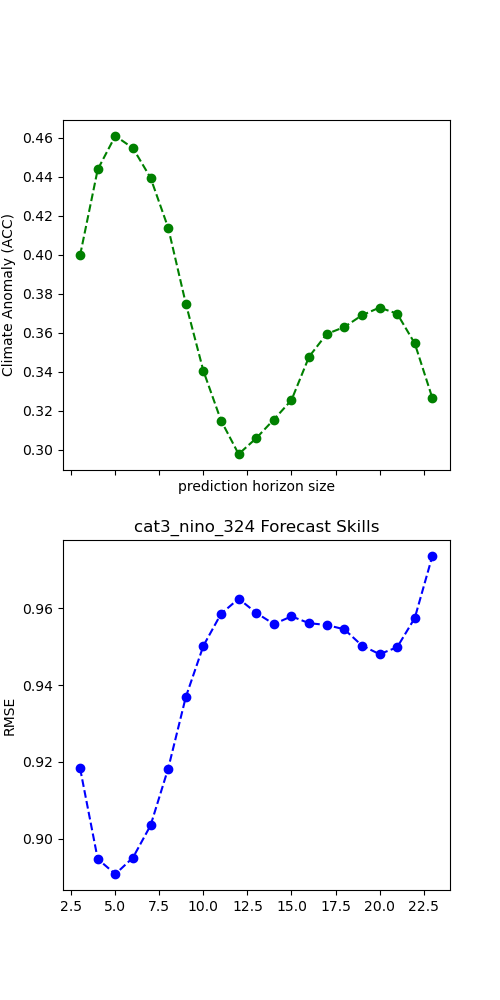 0.46
0.44
0.42
0.40
0.38
0.36
0.34
0.32
0.30
Climate Anomaly (ACC)
prediction horizon size
cat3_nino_324 Forecast Skills
0.96
0.94
0.92
0.90
RMSE
2.5 5.0 7.5 10.0 12.5 15.0 17.5 20.0 22.5